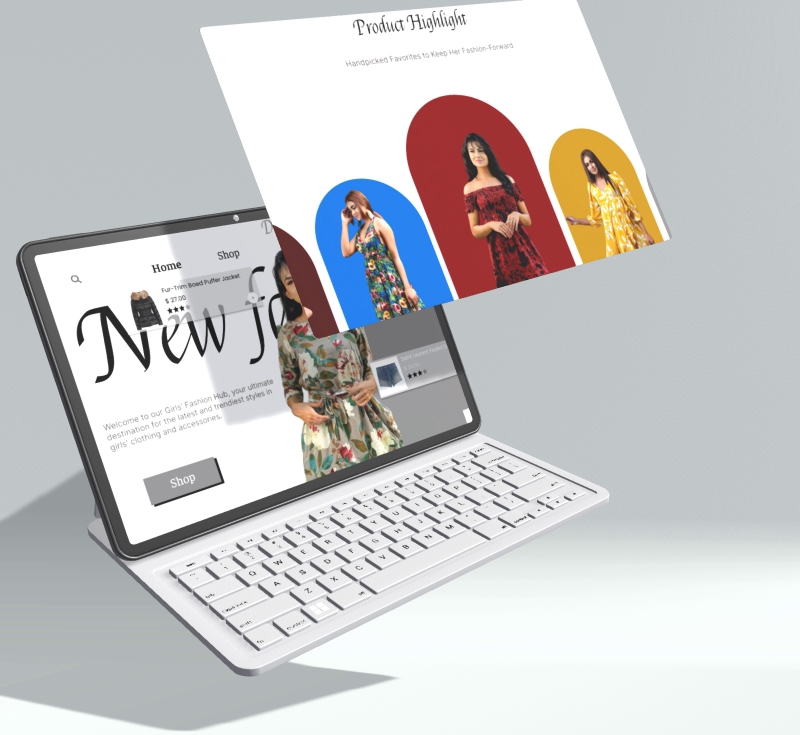 Product Highlight
Handpicked Favorites to Keep Her Fashion-Forward
Home
Shop
Fur-Trim Boed Puffer Jacket
$ 27.00
New fa
Welcome to our Girls' Fashion Hub, your ultimate
destination for the latest and trendiest styles in
girls' clothing and accessories.
Shop
Q W E R T Y U I O P
A S D F G H J K L
Z X C V B N M